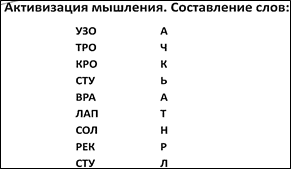 Активизация мышления. Составление слов:
УЗО А
ТРО Ч
КРО К
СТУ Ь
ВРА А
ЛАП Т
СОЛ Н
РЕК Р
СТУ Л